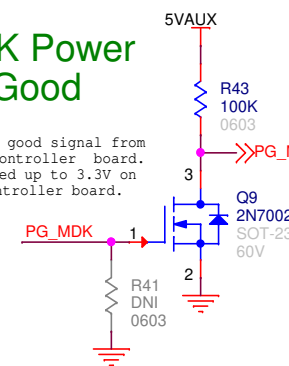 K Power
Good
good signal from
ontroller board.
ed up to 3.3V on
ntroller board.
5VAUX
R43
100K
0603
PG_M
3
Q9
2N7002
SOT-23
60V
PG_MDK
1
2
R41
DNI
0603